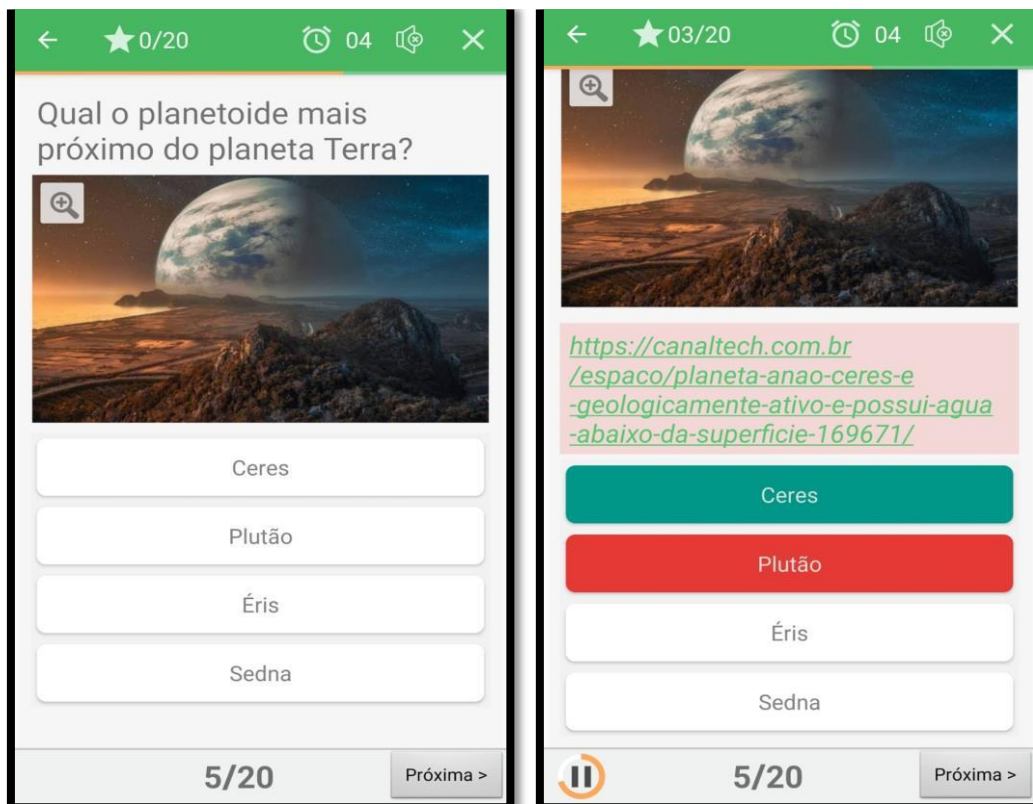 0/20 04
Qual o planetoide mais
próximo do planeta Terra?
Ceres
Plutão
Éris
Sedna
5/20 Próxima >
03/20 04
https://canaltech.com.br
/espaco/planeta-anao-ceres-e
-geologicamente-ativo-e-possui-agua
-abaixo-da-superficie-169671/
Ceres
Plutão
Éris
Sedna
5/20 Próxima >